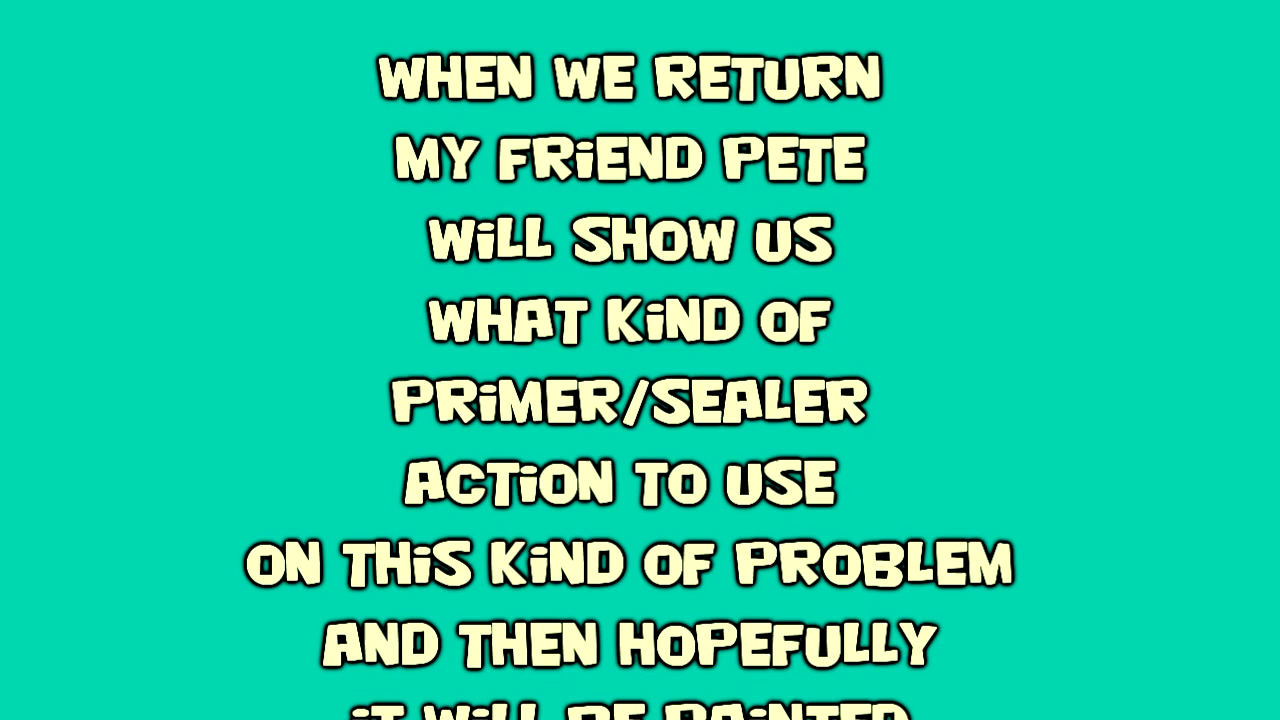 WHEN WE RETURN
MY FRiEND PETE
WiLL SHOW US
WHAT KiND OF
PRiMER/SEALER
ACTiON TO USE
ON THiS KiND OF PROBLEM
AND THEN HOPEFULLY
iT WiLL BE PAiNTED